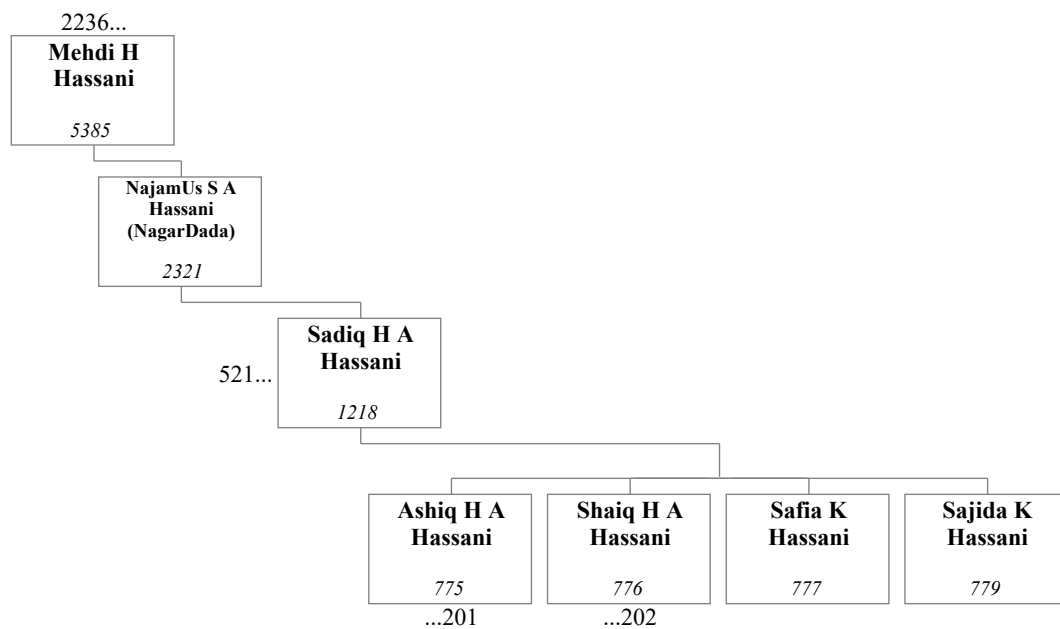 2236...
Mehdi H
Hassani
5385
NajamUs S A
Hassani
(NagarDada)
2321
Sadiq H A
Hassani
521...
1218
Ashiq H A
Hassani
775
...201
Shaiq H A
Hassani
776
...202
Safia K
Hassani
777
Sajida K
Hassani
779